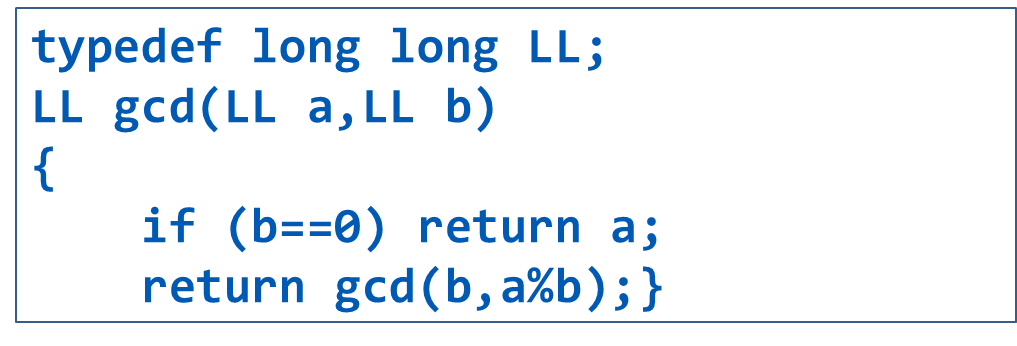 typedef long long LL;
LL gcd(LL a,LL b)
{
    if (b==0) return a;
    return gcd(b,a%b);}